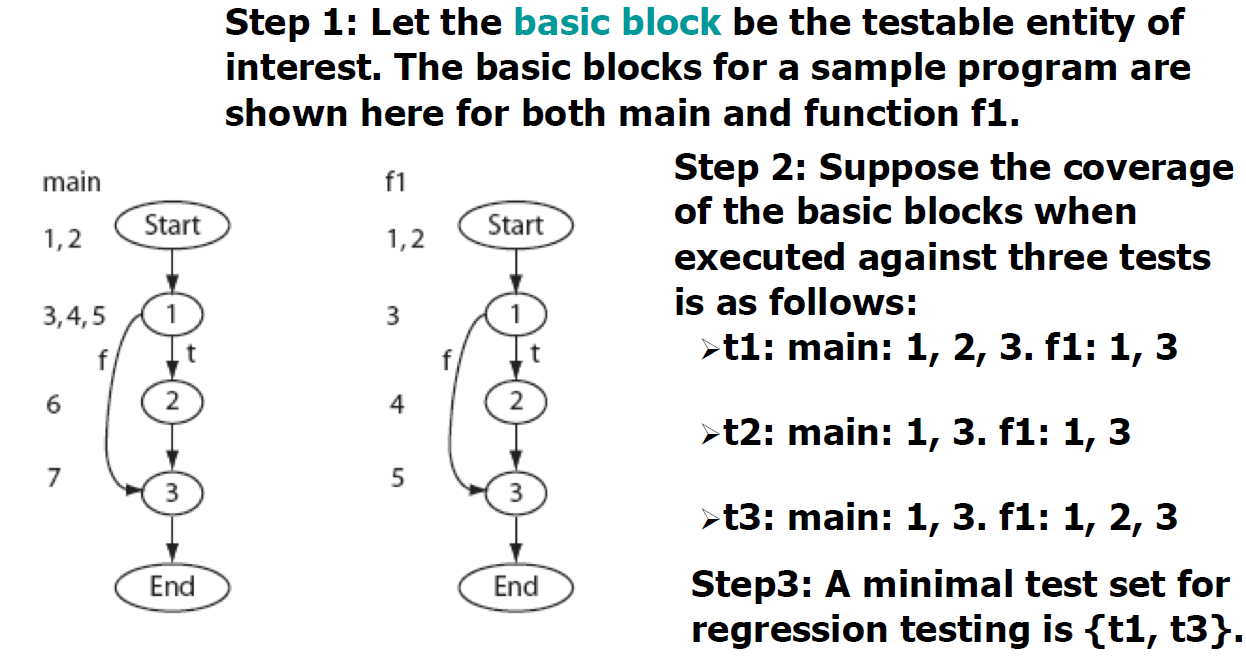 Step 1: Let the basic block be the testable entity of
interest. The basic blocks for a sample program are
shown here for both main and function f1.
main
Start
1, 2
1
3, 4, 5
f
t
2
6
7
3
End
f1
Start
1, 2
1
3
f
t
2
4
5
3
End
Step 2: Suppose the coverage
of the basic blocks when
executed against three tests
is as follows:
➢t1: main: 1, 2, 3. f1: 1, 3
➢t2: main: 1, 3. f1: 1, 3
➢t3: main: 1, 3. f1: 1, 2, 3
Step3: A minimal test set for
regression testing is {t1, t3}.